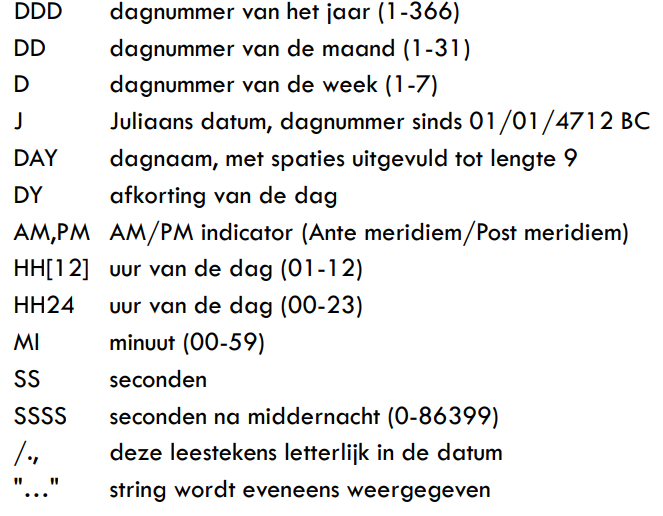 DDD dagnummer van het jaar (1-366)
DD dagnummer van de maand (1-31)
D dagnummer van de week (1-7)
J Juliaans datum, dagnummer sinds 01/01/4712 BC
DAY dagnaam, met spaties uitgevuld tot lengte 9
DY afkorting van de dag
AM,PM AM/PM indicator (Ante meridiem/Post meridiem)
HH[12] uur van de dag (01-12)
HH24 uur van de dag (00-23)
MI minuut (00-59)
SS seconden
SSSS seconden na middernacht (0-86399)
/., deze leestekens letterlijk in de datum
"..." string wordt eveneens weergegeven